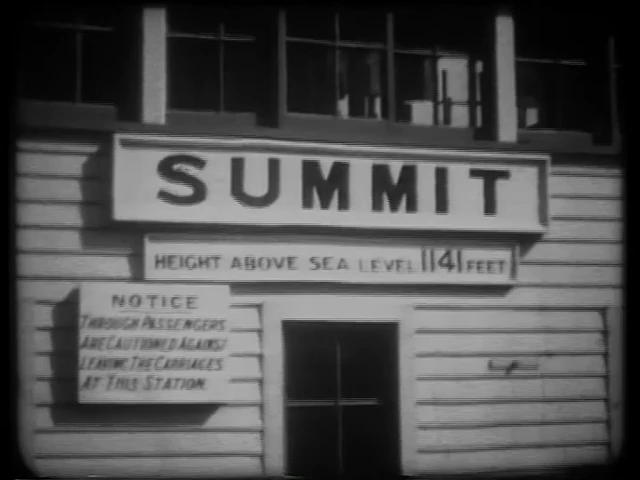 SUMMIT
HEIGHT ABOVE SEA LEVEL 1141 FEET
NOTICE
THROUGH PASSENGERS
ARE CAUTIONED AGAINST
LEAVING THE CARRIAGES
AT THIS STATION.